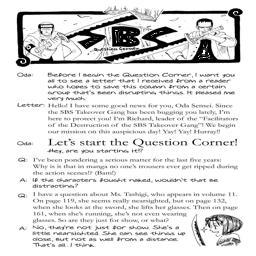 SBS
Question Corner
Q
A
Oda: Before I begin the Question Corner, I want you
as to see a letter that I received from a reader
who hopes to save this column from a certain
group that's been disrupting things. It pleased me
very much.
Letter: Hello! I have some good news for you, Oda Sensei. Since
the SBS Takeover Gang has been bugging you lately, I'm
here to protect you! I'm Richard, leader of the "Facilitators
of the Destruction of the SBS Takeover Gang"! We begin
our mission on this auspicious day! Yay! Yay! Hurray!!
Oda: Let's start the Question Corner!
Hey, are you starting it?
Q: I've been pondering a serious matter for the last five years:
Why is it that in manga no one's trousers ever get ripped during
the action scenes!? (Bam!)
A: If the characters fought naked, wouldn't that be
distracting?
Q: I have a question about Ms. Tashigi, who appears in volume 11.
On page 119, she seems really nearsighted, but on page 132,
when she looks at the sword, she lifts her glasses. Then on page
161, when she's running, she's not even wearing
glasses. So are they just for show, or what?
A: No, they're not just for show. She's a
little nearsighted. She can see things up
close, but not as well from a distance.
That's all, I think.